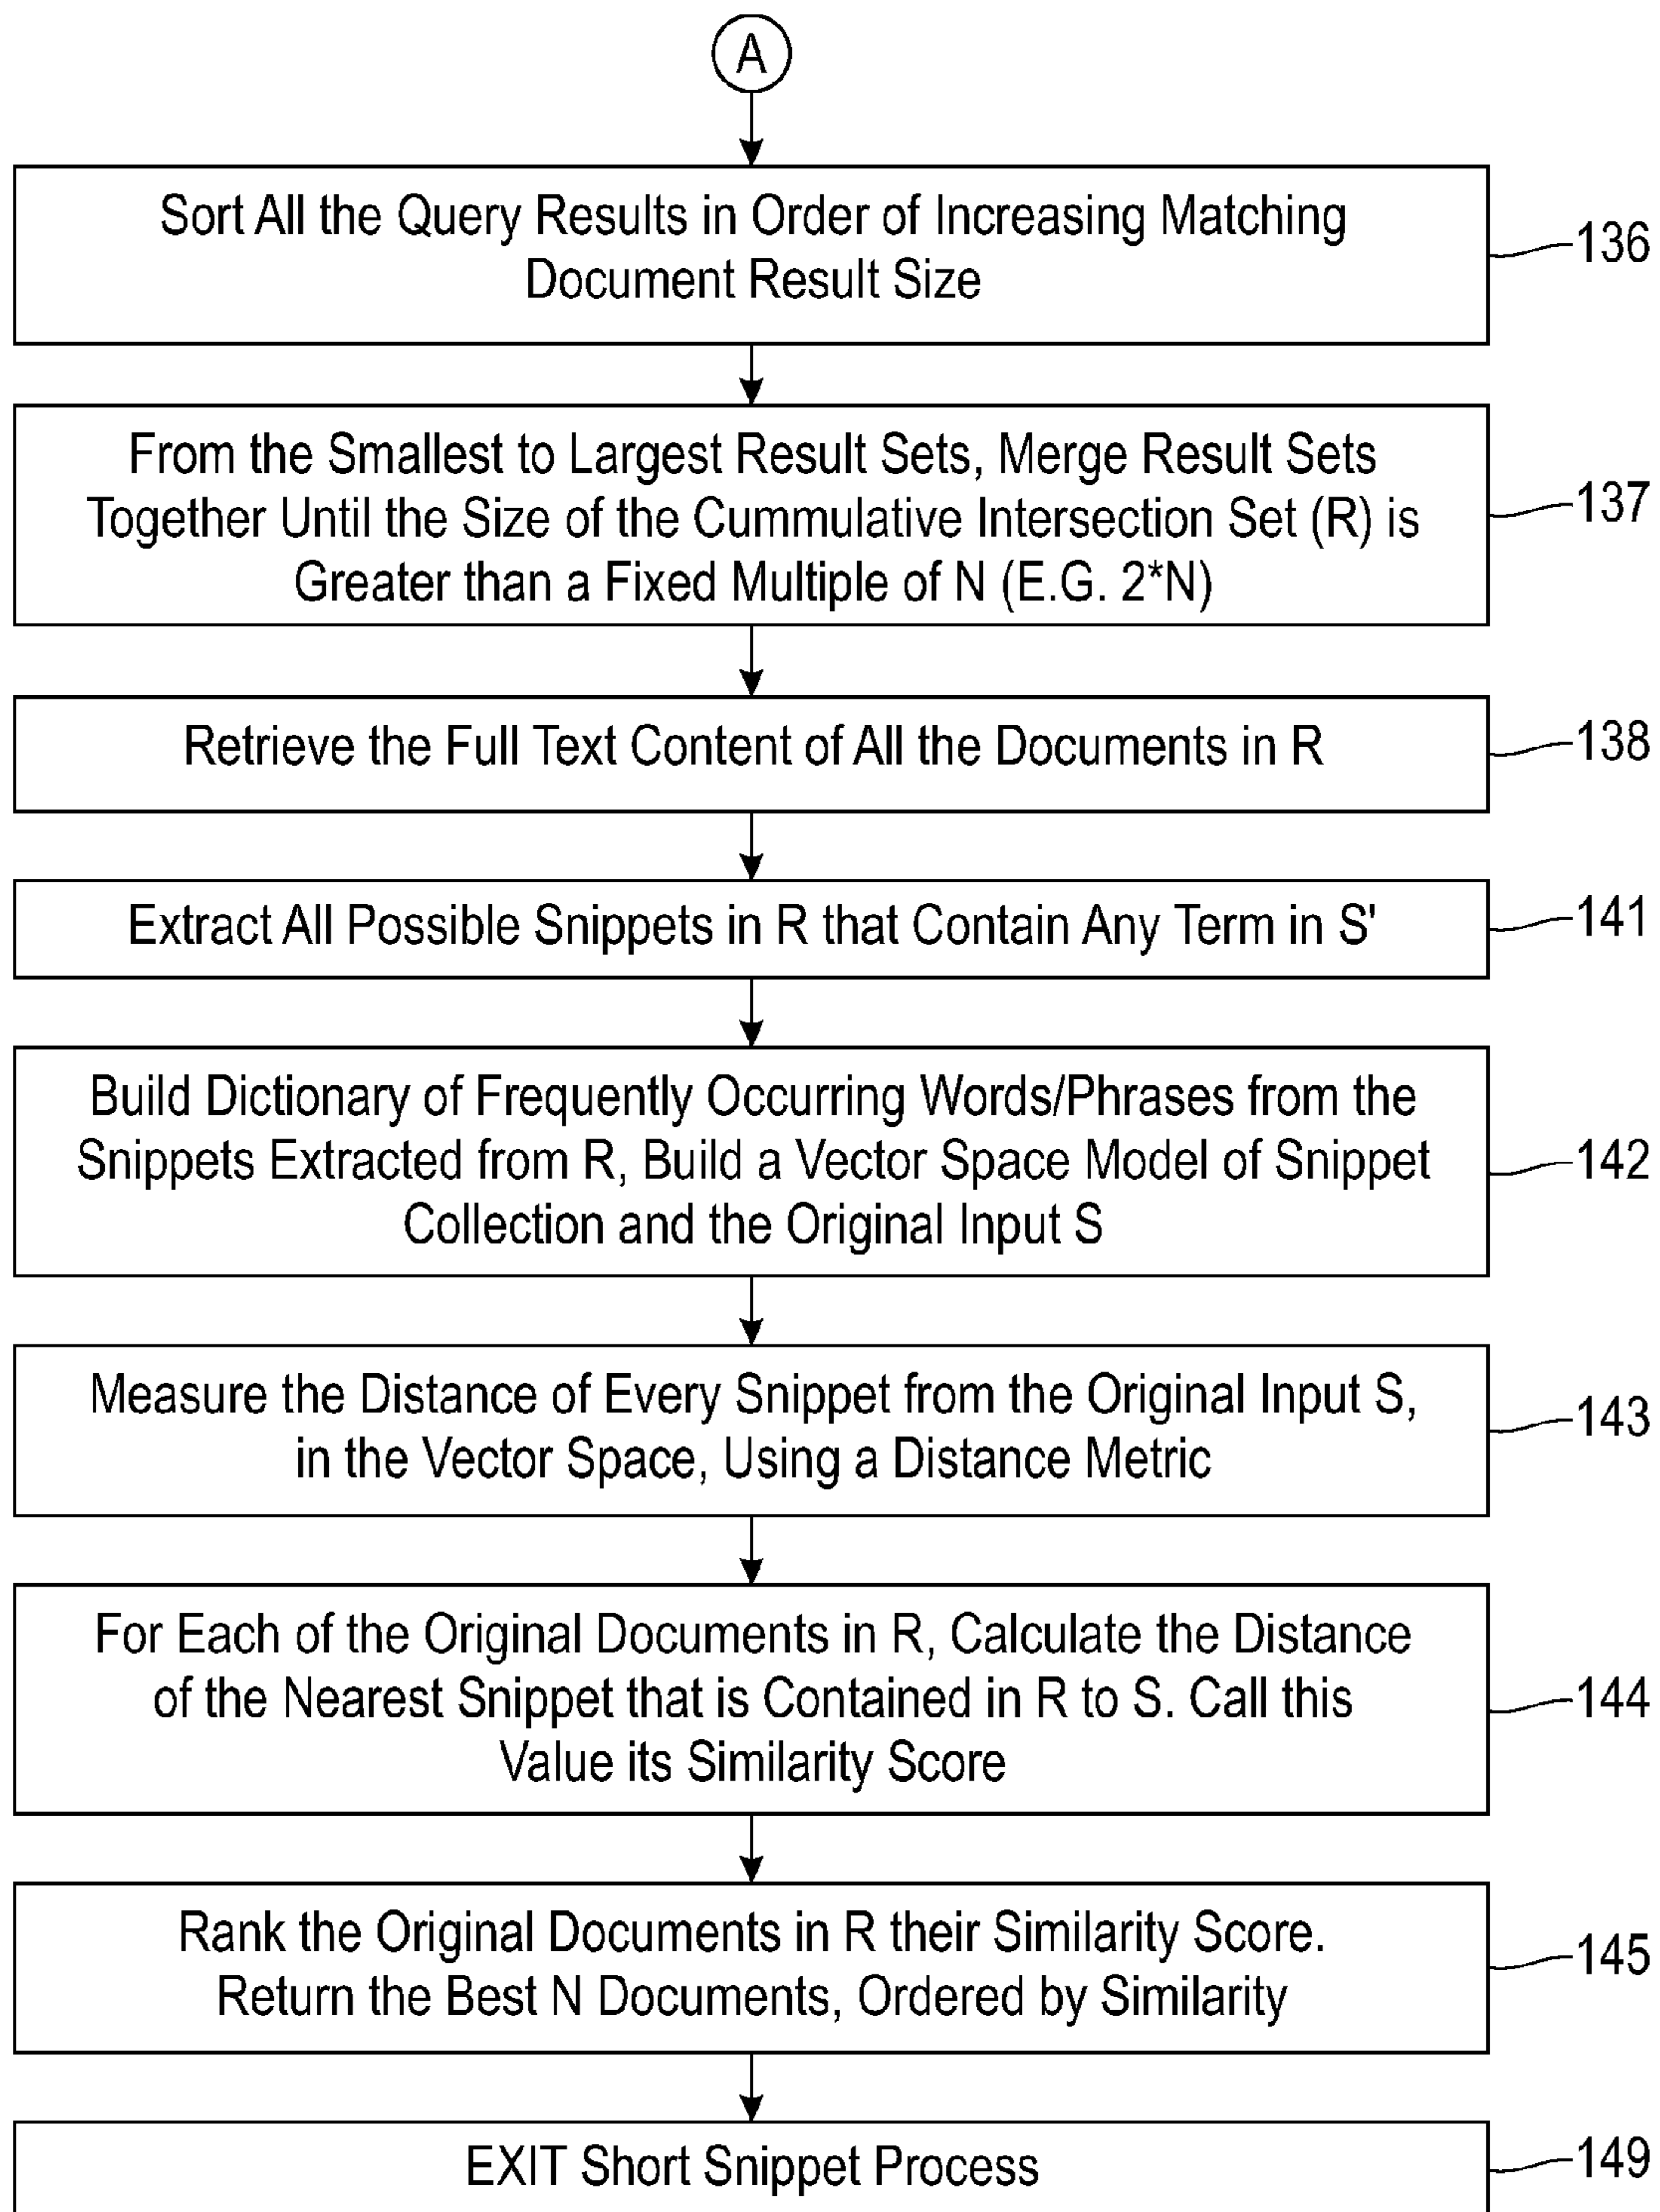 A
Sort All the Query Results in Order of Increasing Matching
Document Result Size
136
From the Smallest to Largest Result Sets, Merge Result Sets
Together Until the Size of the Cummulative Intersection Set (R) is
Greater than a Fixed Multiple of N (E.G. 2*N)
137
Retrieve the Full Text Content of All the Documents in R
138
Extract All Possible Snippets in R that Contain Any Term in S'
141
Build Dictionary of Frequently Occurring Words/Phrases from the
Snippets Extracted from R, Build a Vector Space Model of Snippet
Collection and the Original Input S
142
Measure the Distance of Every Snippet from the Original Input S,
in the Vector Space, Using a Distance Metric
143
For Each of the Original Documents in R, Calculate the Distance
of the Nearest Snippet that is Contained in R to S. Call this
Value its Similarity Score
144
Rank the Original Documents in R their Similarity Score.
Return the Best N Documents, Ordered by Similarity
145
EXIT Short Snippet Process
149